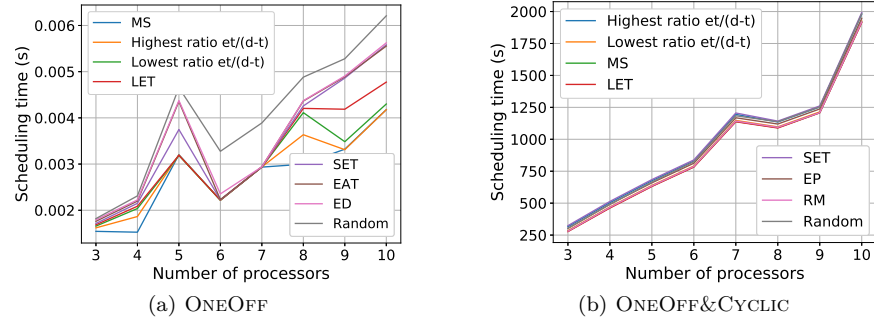 MS
Highest ratio et/(d-t)
Lowest ratio et/(d-t)
LET
SET
EAT
ED
Random
Scheduling time (s)
0.006
0.005
0.004
0.003
0.002
3 4 5 6 7 8 9 10
Number of processors
(a) OneOff
Highest ratio et/(d-t)
Lowest ratio et/(d-t)
MS
LET
SET
EP
RM
Random
Scheduling time (s)
2000
1750
1500
1250
1000
750
500
250
3 4 5 6 7 8 9 10
Number of processors
(b) OneOff&Cyclic